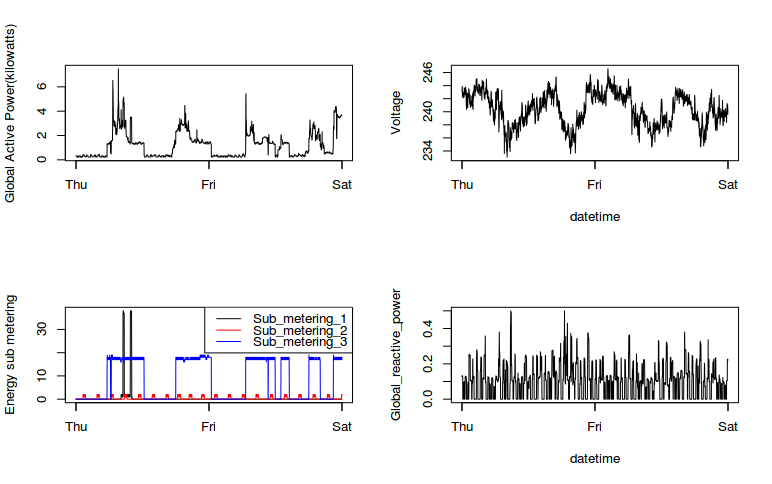 Global Active Power(kilowatts)
6
4
2
0
Thu
Fri
Sat
Voltage
246
240
234
Thu
Fri
Sat
datetime
Energy sub metering
30
10
0
Sub_metering_1
Sub_metering_2
Sub_metering_3
Thu
Fri
Sat
Global_reactive_power
0.4
0.2
0.0
Thu
Fri
Sat
datetime